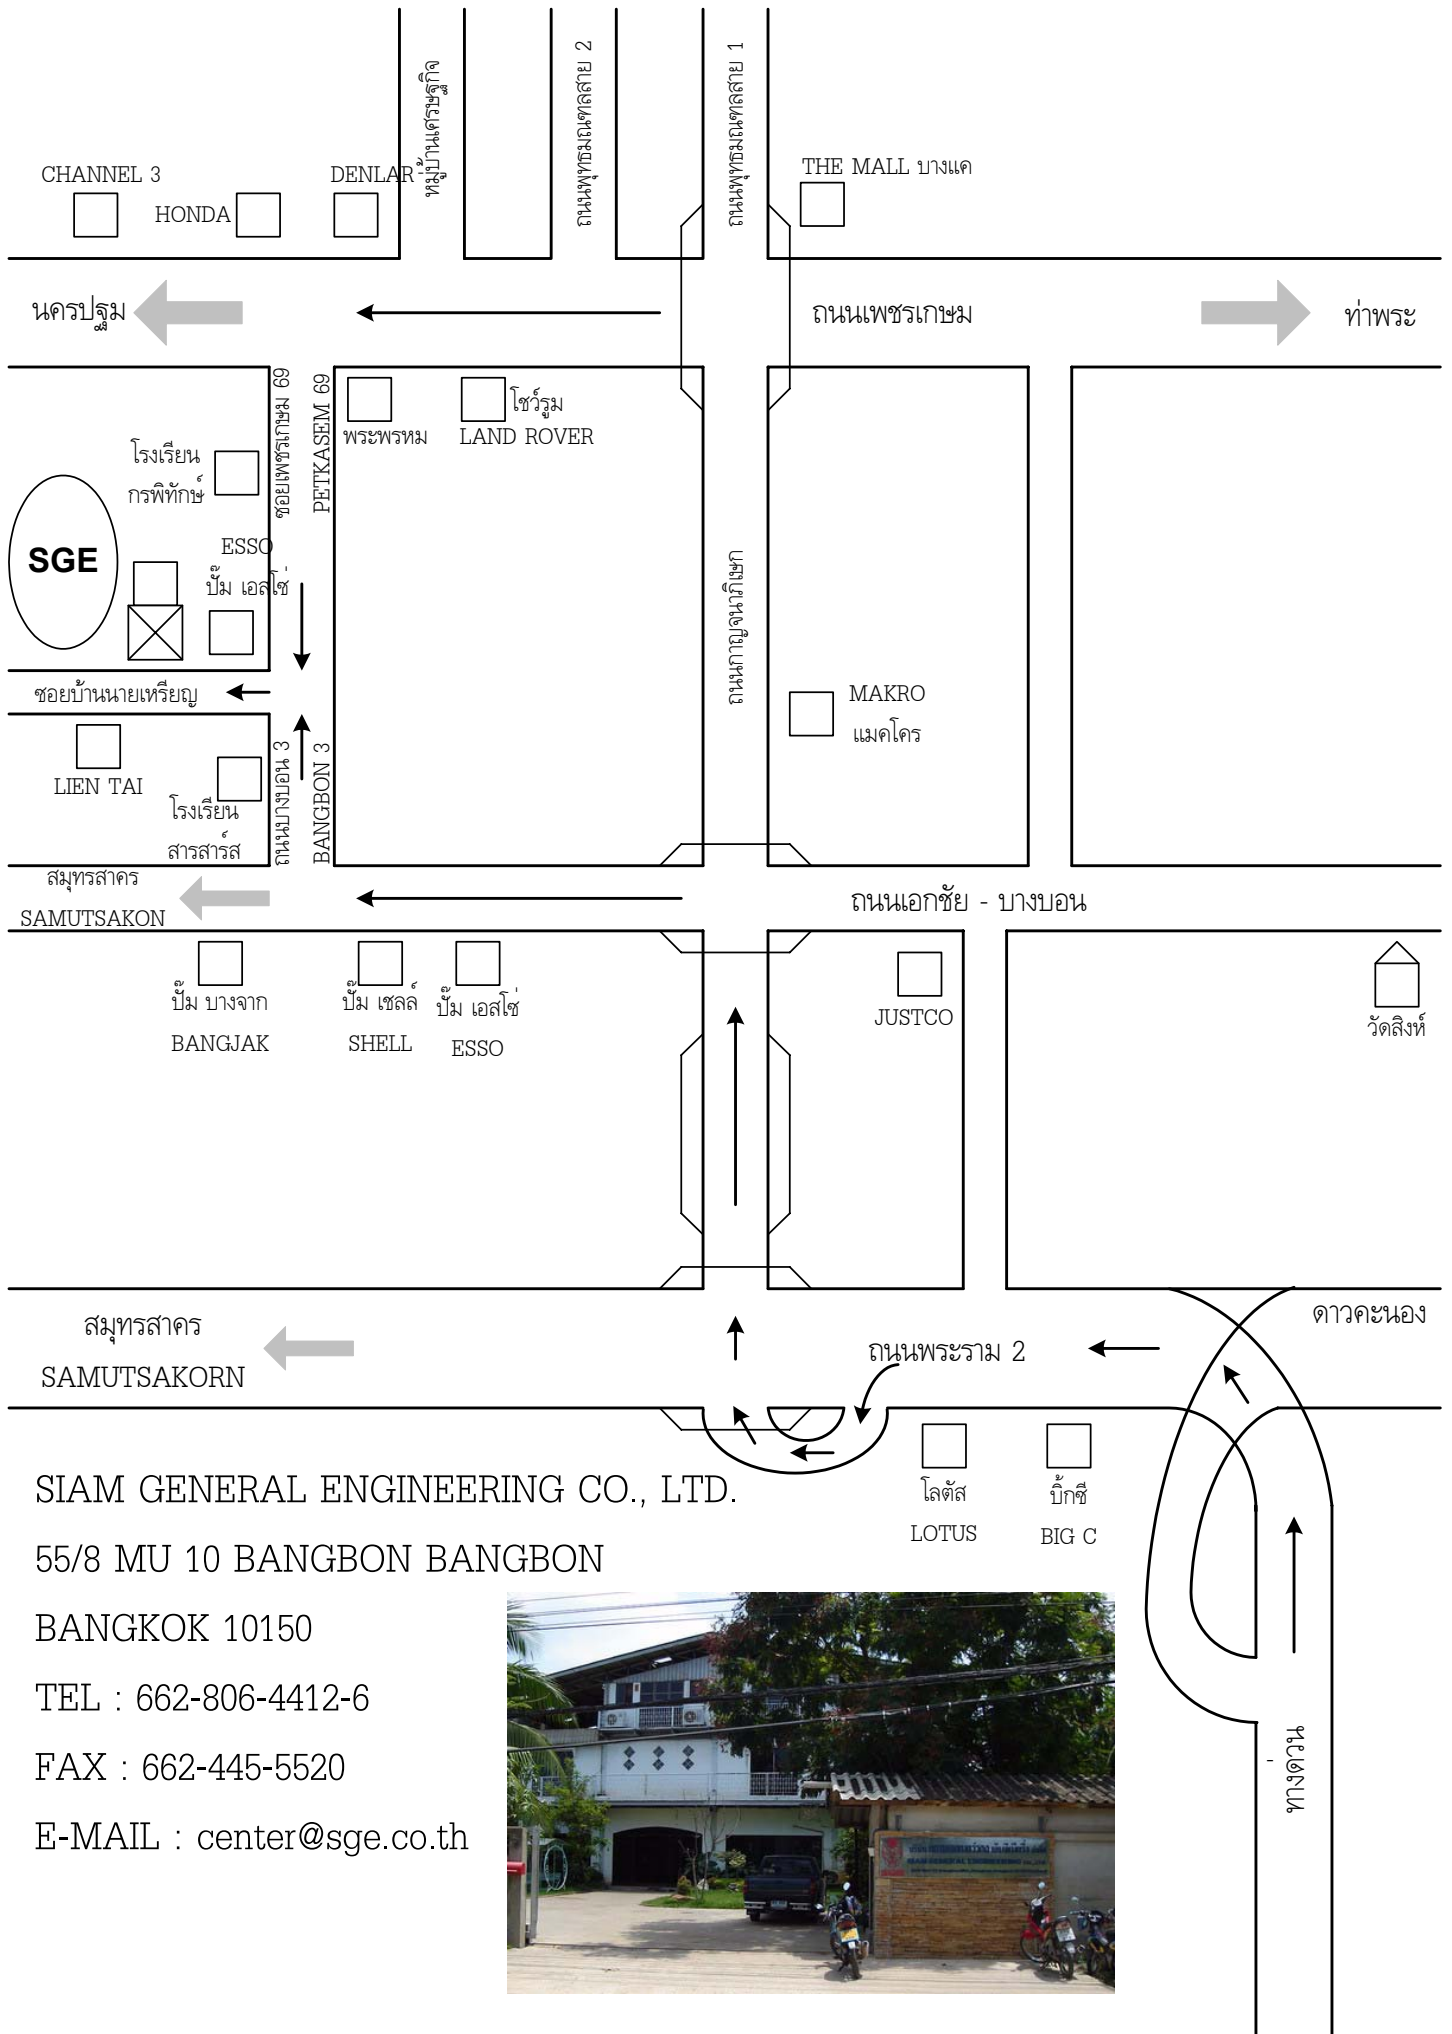 หมู่บ้านเศรษฐกิจ
ถนนพุทธมณฑลสาย 2
ถนนพุทธมณฑลสาย 1
CHANNEL 3
HONDA
DENLAR
THE MALL บางแค
นครปฐม
ถนนเพชรเกษม
ท่าพระ
ซอยเพชรเกษม 69
PETKASEM 69
พระพรหม
โชว์รูม
LAND ROVER
โรงเรียน
กรพิทักษ์
SGE
ESSO
ปั๊ม เอสโซ่
ถนนกาญจนาภิเษก
ซอยบ้านนายเหรียญ
MAKRO
แมคโคร
LIEN TAI
โรงเรียน
สารสาร์ส
ถนนบางบอน 3
BANGBON 3
สมุทรสาคร
SAMUTSAKON
ถนนเอกชัย - บางบอน
ปั๊ม บางจาก
BANGJAK
ปั๊ม เชลล์
SHELL
ปั๊ม เอสโซ่
ESSO
JUSTCO
วัดสิงห์
สมุทรสาคร
SAMUTSAKORN
ถนนพระราม 2
ดาวคะนอง
โลตัส
LOTUS
บิ๊กซี
BIG C
ทางด่วน
SIAM GENERAL ENGINEERING CO., LTD.
55/8 MU 10 BANGBON BANGBON
BANGKOK 10150
TEL : 662-806-4412-6
FAX : 662-445-5520
E-MAIL : center@sge.co.th